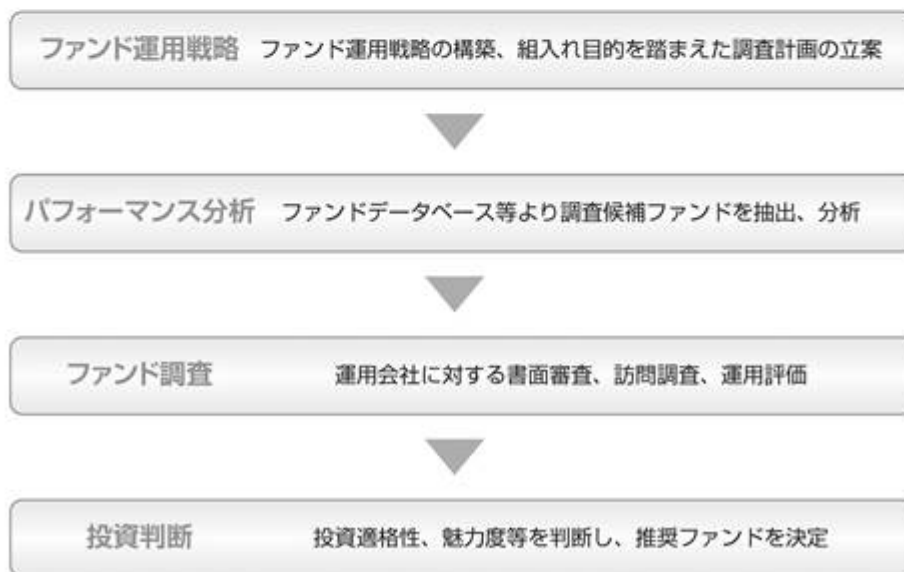 ファンド運用戦略 ファンド運用戦略の構築、組入れ目的を踏まえた調査計画の立案
パフォーマンス分析 ファンドデータベース等より調査候補ファンドを抽出、分析
ファンド調査 運用会社に対する書面審査、訪問調査、運用評価
投資判断 投資適格性、魅力度等を判断し、推奨ファンドを決定